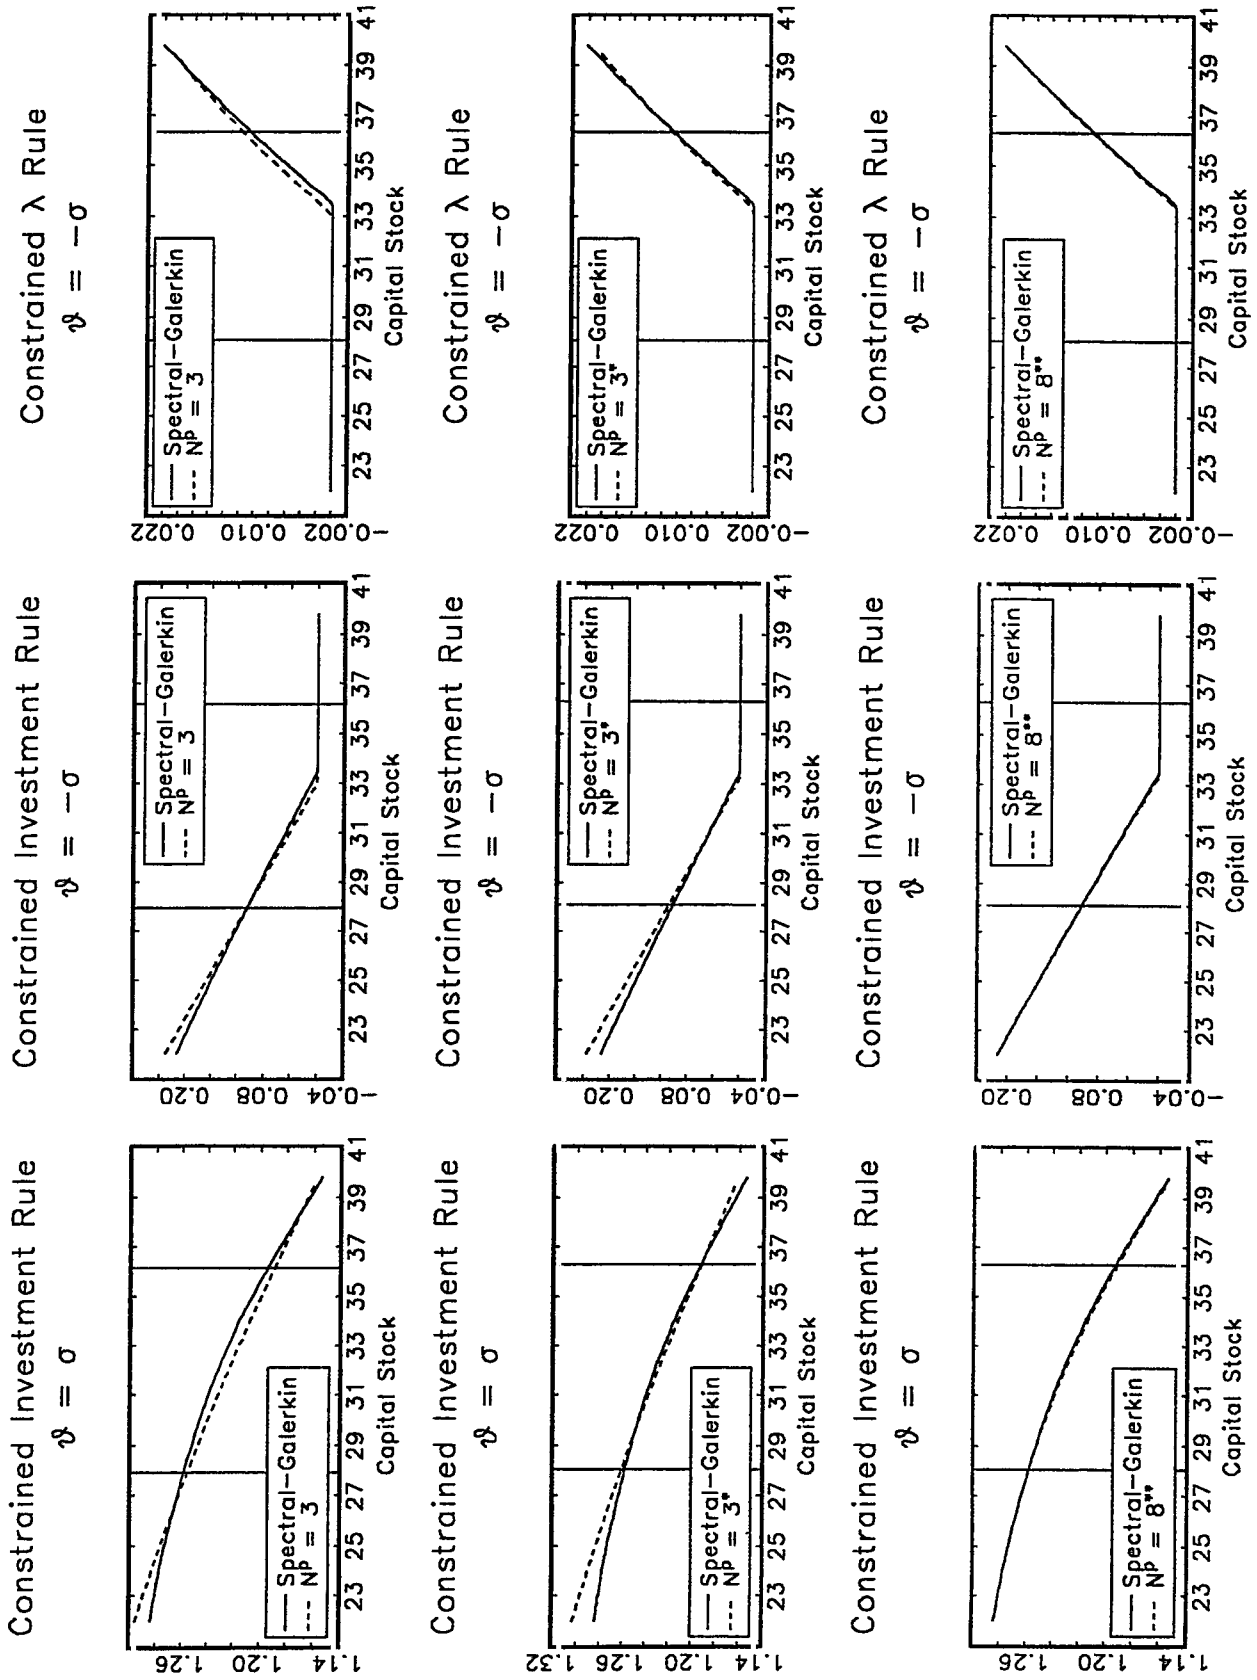 Constrained Investment Rule
ϑ = σ
1.26
1.20
1.14
Spectral-Galerkin
Nᵖ = 3
23 25 27 29 31 33 35 37 39 41
Capital Stock
Constrained Investment Rule
ϑ = −σ
0.20
0.08
−0.04
Spectral-Galerkin
Nᵖ = 3
23 25 27 29 31 33 35 37 39 41
Capital Stock
Constrained λ Rule
ϑ = −σ
0.022
0.010
−0.002
Spectral-Galerkin
Nᵖ = 3
23 25 27 29 31 33 35 37 39 41
Capital Stock
Constrained Investment Rule
ϑ = σ
1.32
1.26
1.20
1.14
Spectral-Galerkin
Nᵖ = 3*
23 25 27 29 31 33 35 37 39 41
Capital Stock
Constrained Investment Rule
ϑ = −σ
0.20
0.08
−0.04
Spectral-Galerkin
Nᵖ = 3*
23 25 27 29 31 33 35 37 39 41
Capital Stock
Constrained λ Rule
ϑ = −σ
0.022
0.010
−0.002
Spectral-Galerkin
Nᵖ = 3*
23 25 27 29 31 33 35 37 39 41
Capital Stock
Constrained Investment Rule
ϑ = σ
1.26
1.20
1.14
Spectral-Galerkin
Nᵖ = 8**
23 25 27 29 31 33 35 37 39 41
Capital Stock
Constrained Investment Rule
ϑ = −σ
0.20
0.08
−0.04
Spectral-Galerkin
Nᵖ = 8**
23 25 27 29 31 33 35 37 39 41
Capital Stock
Constrained λ Rule
ϑ = −σ
0.022
0.010
−0.002
Spectral-Galerkin
Nᵖ = 8**
23 25 27 29 31 33 35 37 39 41
Capital Stock